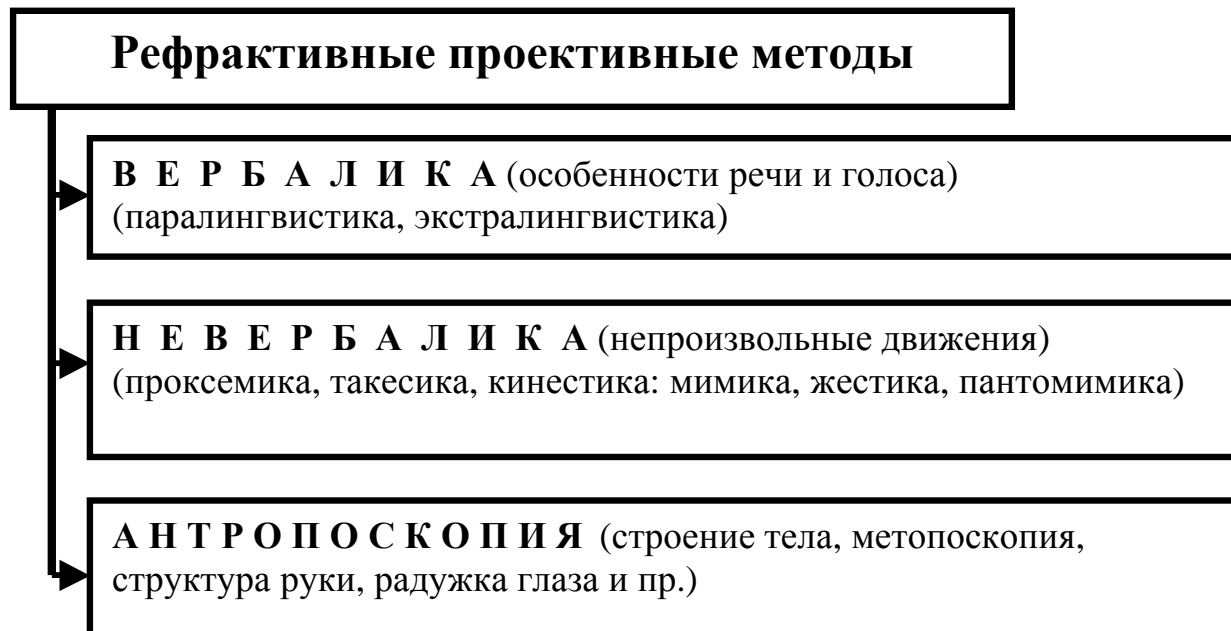 Рефрактивные проективные методы
В Е Р Б А Л И К А (особенности речи и голоса)
(паралингвистика, экстралингвистика)
Н Е В Е Р Б А Л И К А (непроизвольные движения)
(проксемика, такесика, кинестика: мимика, жестика, пантомимика)
А Н Т Р О П О С К О П И Я (строение тела, метопоскопия,
структура руки, радужка глаза и пр.)